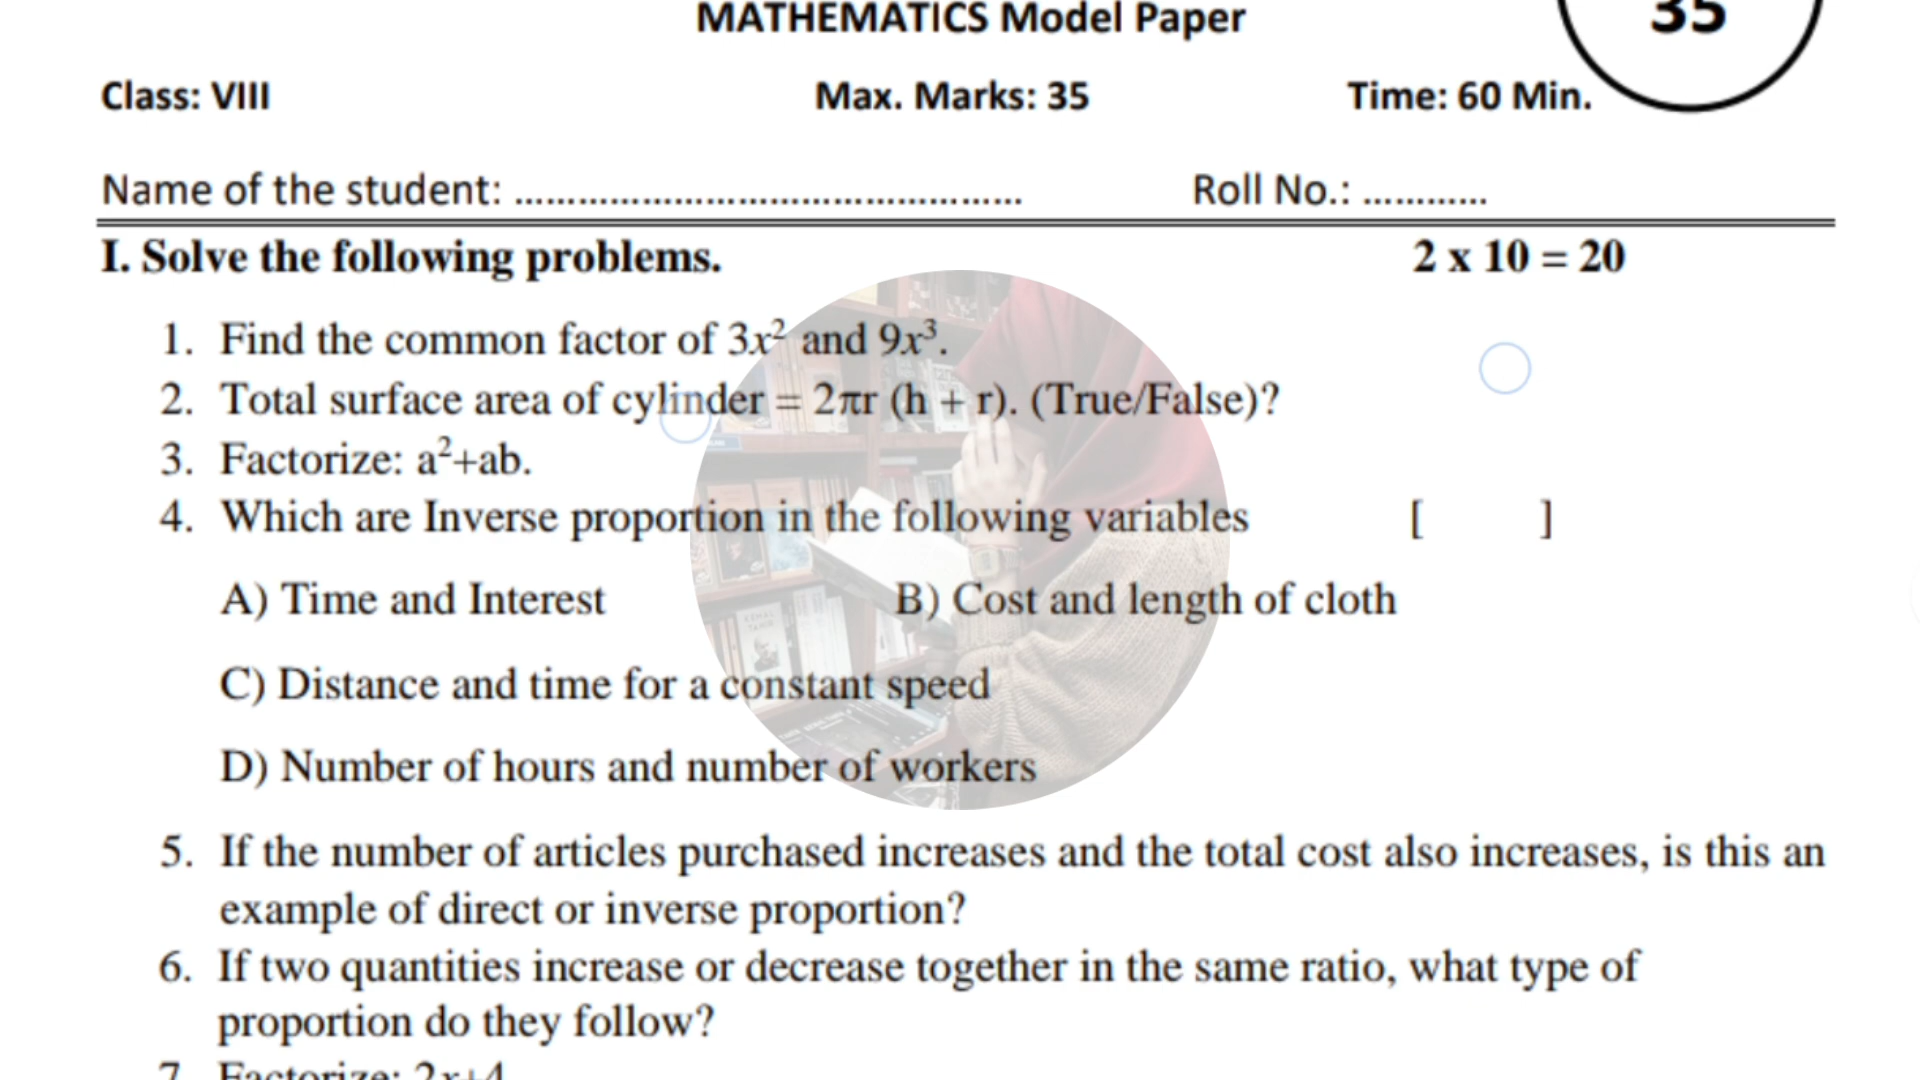 MATHEMATICS Model Paper
35
Class: VIII Max. Marks: 35 Time: 60 Min.
Name of the student: ................................................ Roll No.: ............
I. Solve the following problems. 2 x 10 = 20
1. Find the common factor of 3x² and 9x³.
2. Total surface area of cylinder = 2πr (h + r). (True/False)?
3. Factorize: a²+ab.
4. Which are Inverse proportion in the following variables [ ]
A) Time and Interest B) Cost and length of cloth
C) Distance and time for a constant speed
D) Number of hours and number of workers
5. If the number of articles purchased increases and the total cost also increases, is this an
example of direct or inverse proportion?
6. If two quantities increase or decrease together in the same ratio, what type of
proportion do they follow?
7. Factorize: 2x+4